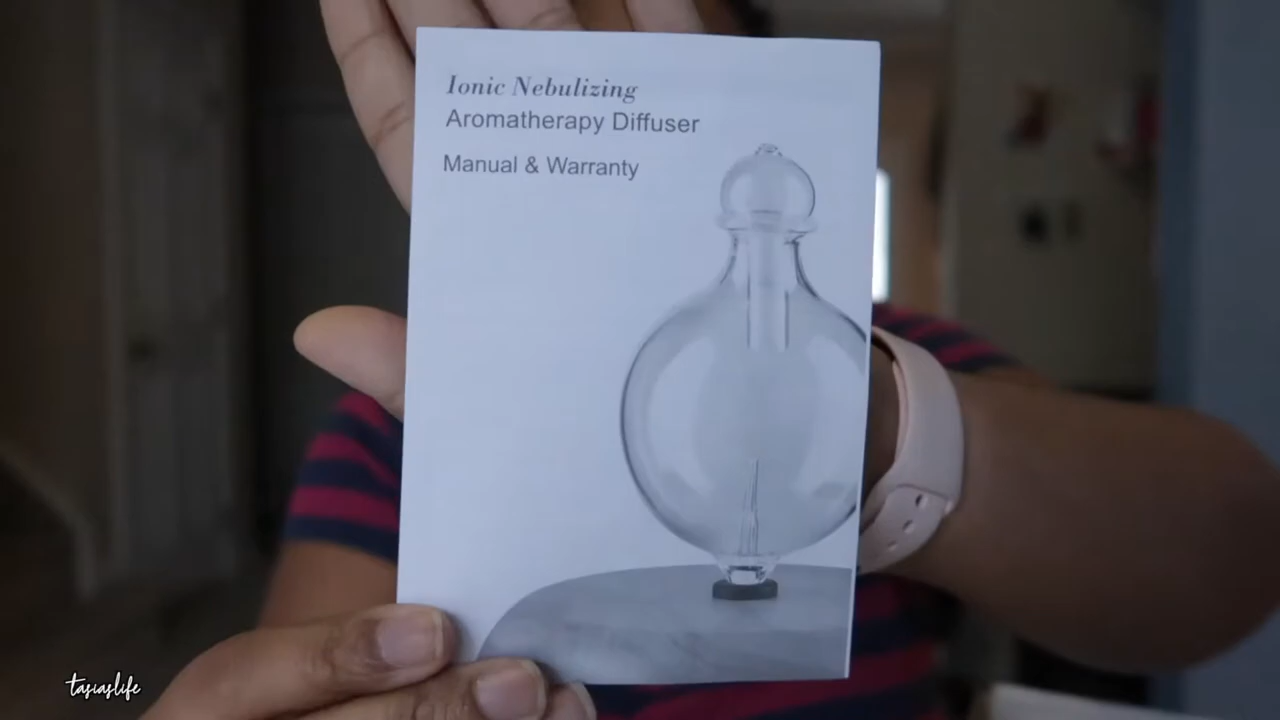 Ionic Nebulizing
Aromatherapy Diffuser
Manual & Warranty
tasiaslife